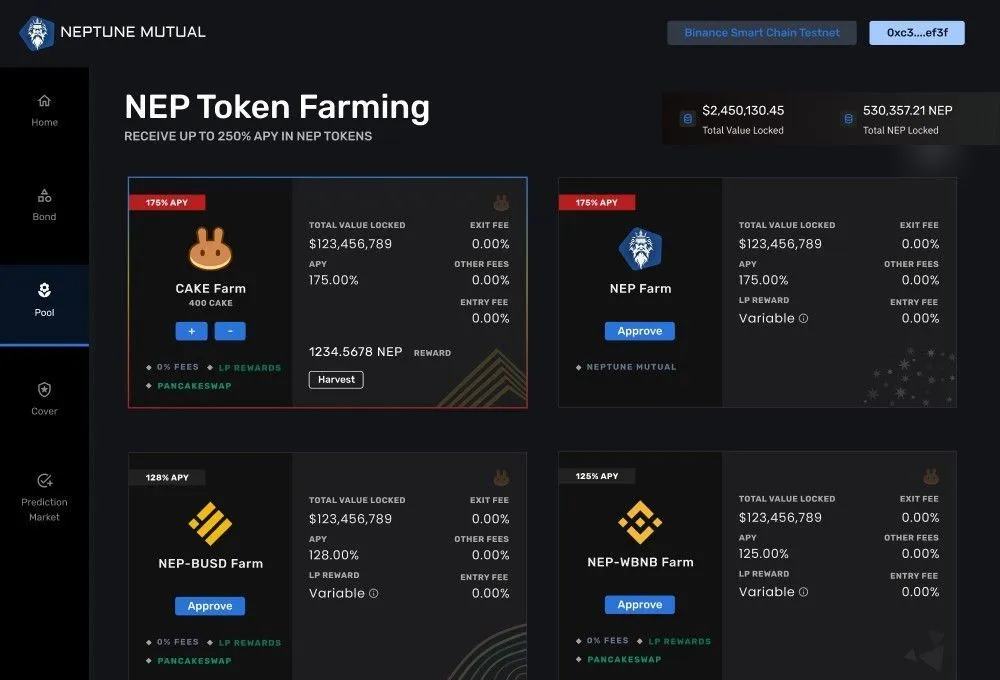 NEPTUNE MUTUAL
Binance Smart Chain Testnet
0xc3....ef3f
Home
Bond
Pool
Cover
Prediction
Market
NEP Token Farming
RECEIVE UP TO 250% APY IN NEP TOKENS
$2,450,130.45
Total Value Locked
530,357.21 NEP
Total NEP Locked
175% APY
CAKE Farm
400 CAKE
+ -
◆ 0% FEES ◆ LP REWARDS
◆ PANCAKESWAP
TOTAL VALUE LOCKED EXIT FEE
$123,456,789 0.00%
APY OTHER FEES
175.00% 0.00%
ENTRY FEE
0.00%
1234.5678 NEP REWARD
Harvest
175% APY
NEP Farm
Approve
◆ NEPTUNE MUTUAL
TOTAL VALUE LOCKED EXIT FEE
$123,456,789 0.00%
APY OTHER FEES
175.00% 0.00%
LP REWARD ENTRY FEE
Variable 0.00%
128% APY
NEP-BUSD Farm
Approve
◆ 0% FEES ◆ LP REWARDS
◆ PANCAKESWAP
TOTAL VALUE LOCKED EXIT FEE
$123,456,789 0.00%
APY OTHER FEES
128.00% 0.00%
LP REWARD ENTRY FEE
Variable 0.00%
125% APY
NEP-WBNB Farm
Approve
◆ 0% FEES ◆ LP REWARDS
◆ PANCAKESWAP
TOTAL VALUE LOCKED EXIT FEE
$123,456,789 0.00%
APY OTHER FEES
125.00% 0.00%
LP REWARD ENTRY FEE
Variable 0.00%